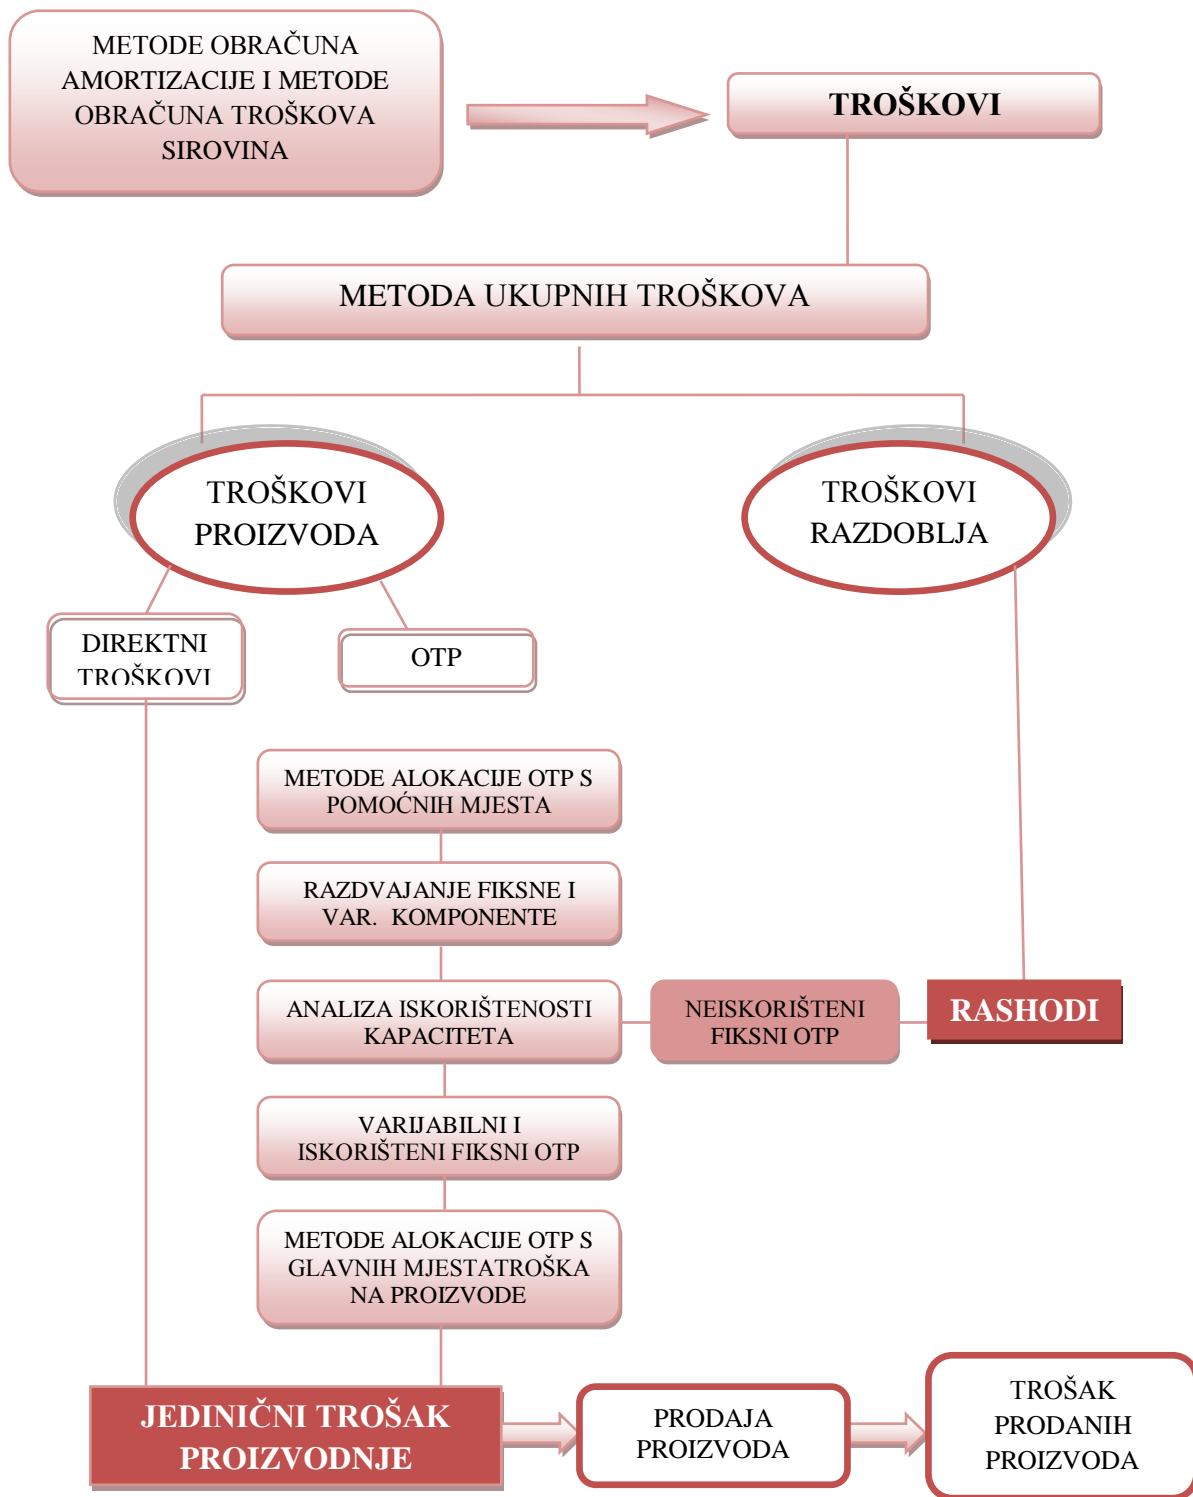 METODE OBRAČUNA
AMORTIZACIJE I METODE
OBRAČUNA TROŠKOVA
SIROVINA
TROŠKOVI
METODA UKUPNIH TROŠKOVA
TROŠKOVI
PROIZVODA
TROŠKOVI
RAZDOBLJA
DIREKTNI
TROŠKOVI
OTP
METODE ALOKACIJE OTP S
POMOĆNIH MJESTA
RAZDVAJANJE FIKSNE I
VAR. KOMPONENTE
ANALIZA ISKORIŠTENOSTI
KAPACITETA
NEISKORIŠTENI
FIKSNI OTP
RASHODI
VARIJABILNI I
ISKORIŠTENI FIKSNI OTP
METODE ALOKACIJE OTP S
GLAVNIH MJESTATROŠKA
NA PROIZVODE
JEDINIČNI TROŠAK
PROIZVODNJE
PRODAJA
PROIZVODA
TROŠAK
PRODANIH
PROIZVODA